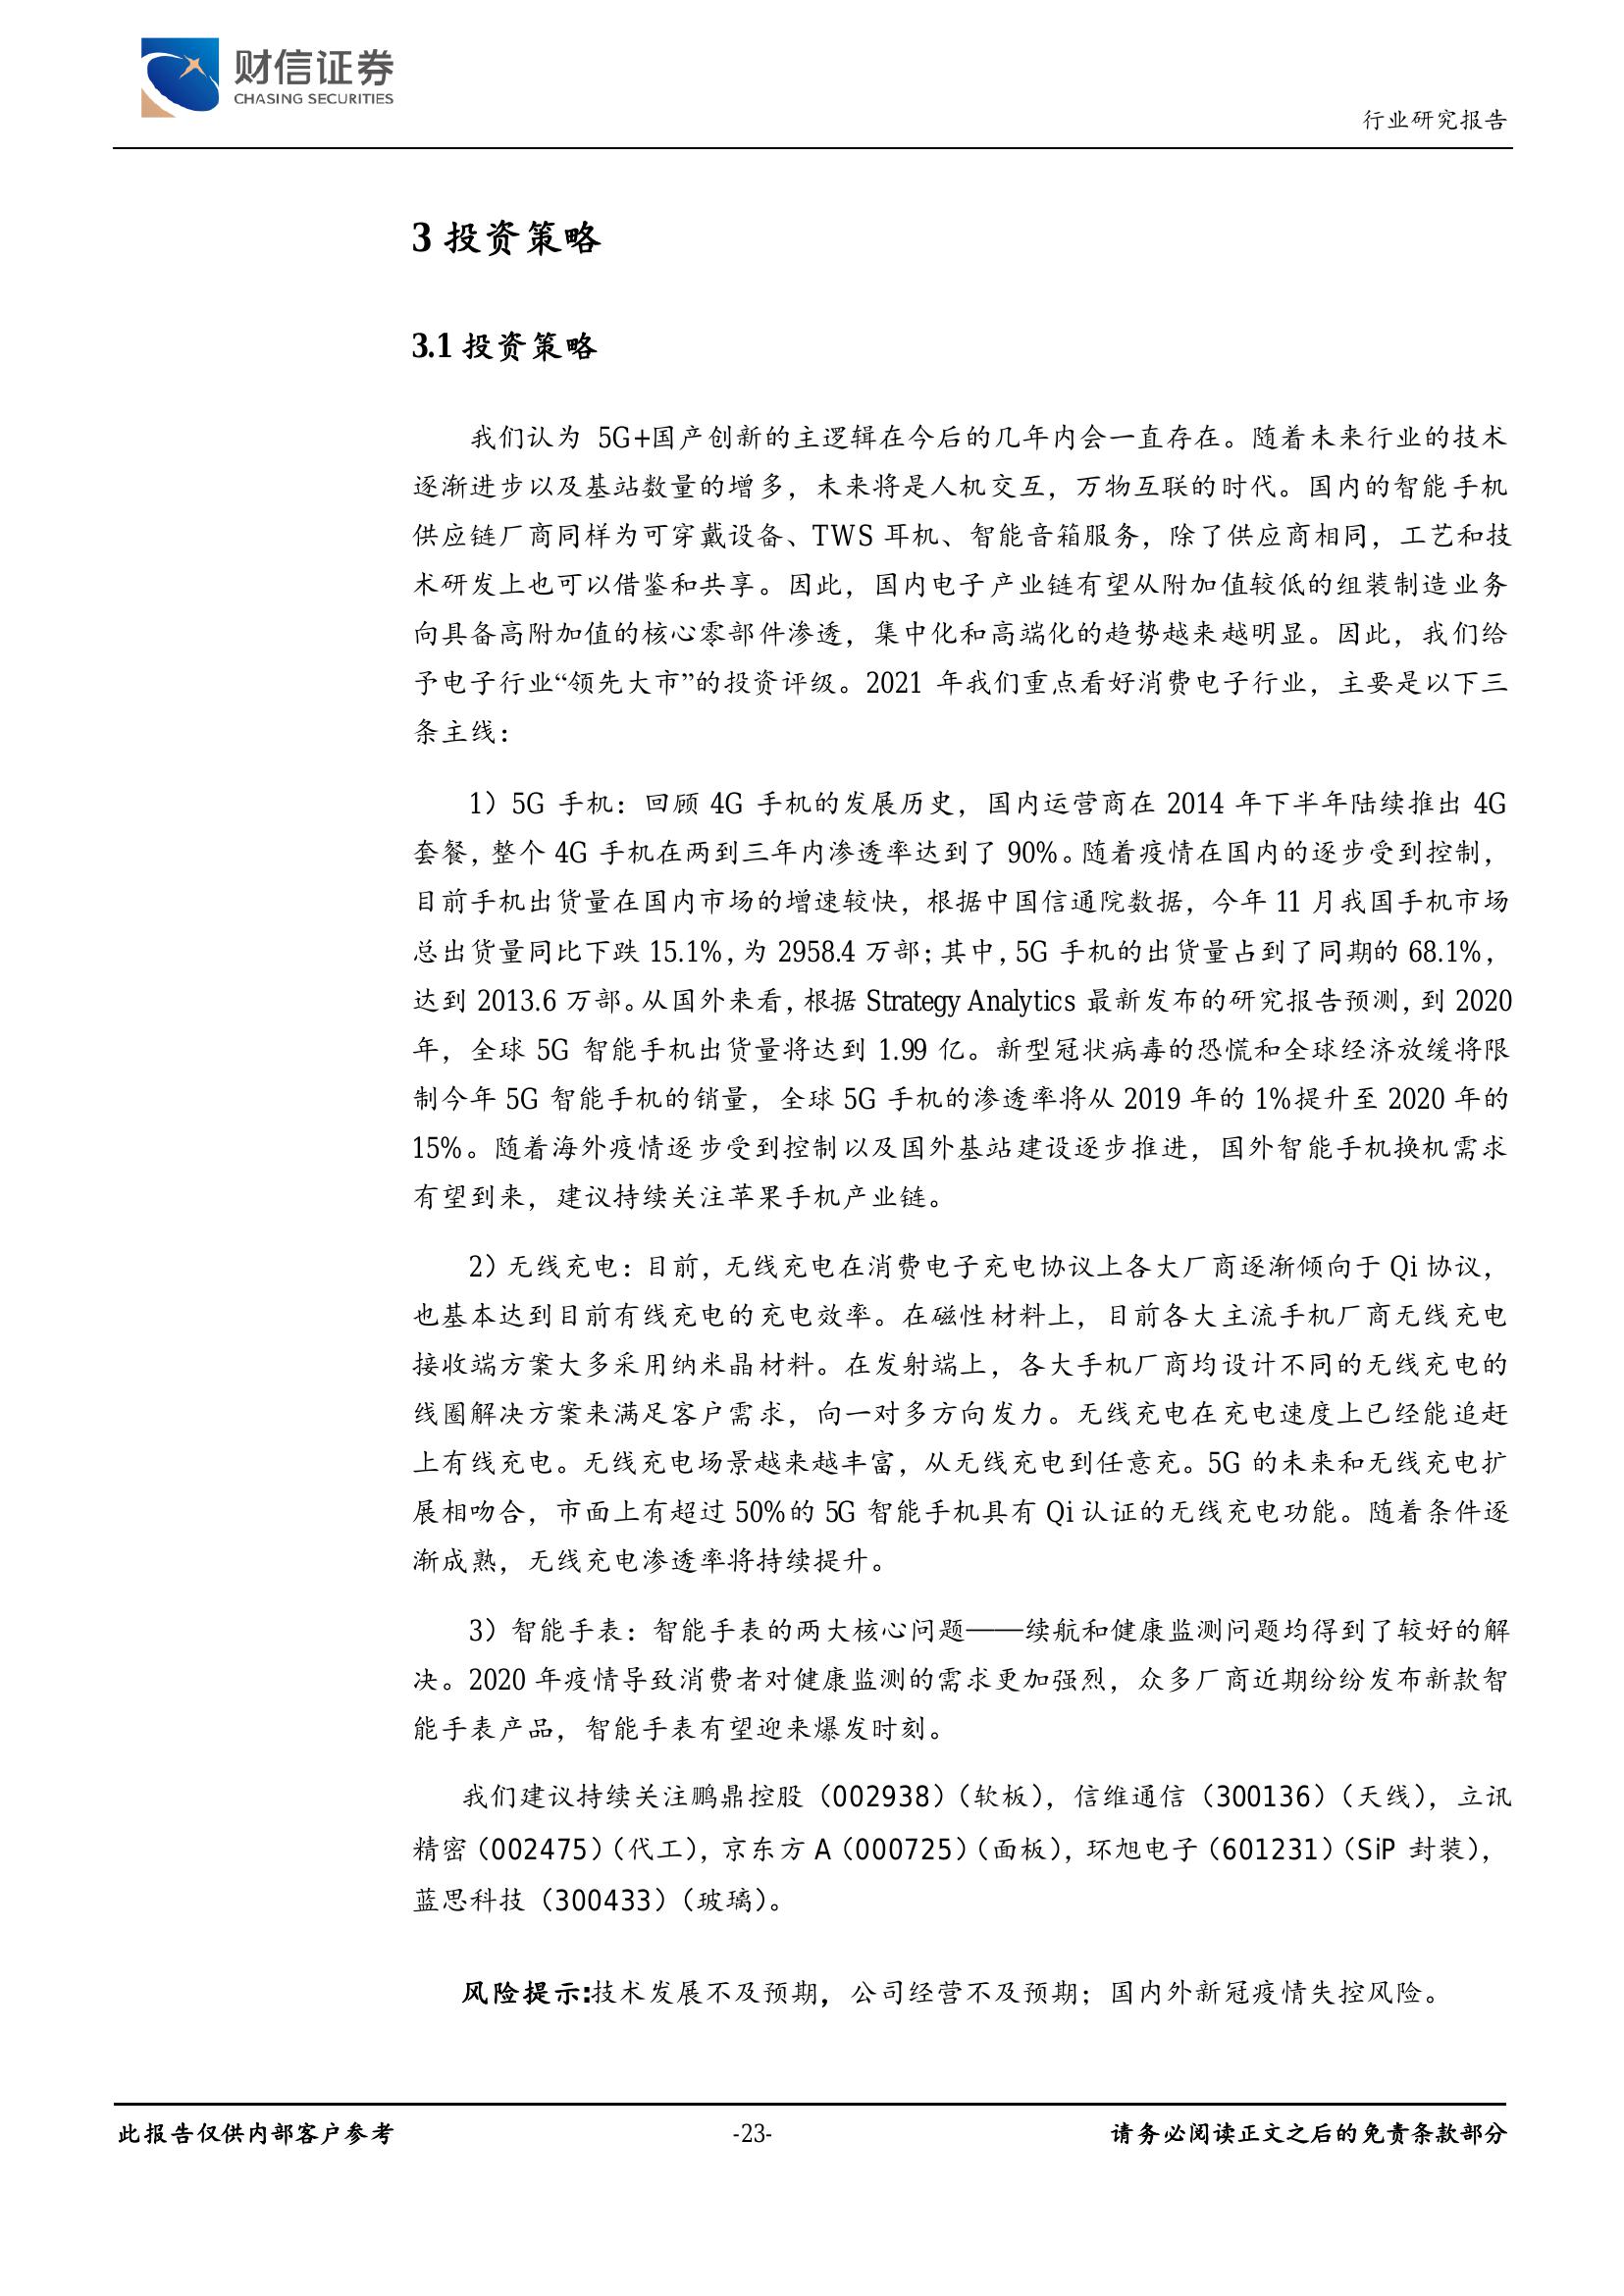 财信证券
CHASING SECURITIES
行业研究报告
3 投资策略
3.1 投资策略
我们认为 5G+国产创新的主逻辑在今后的几年内会一直存在。随着未来行业的技术
逐渐进步以及基站数量的增多，未来将是人机交互，万物互联的时代。国内的智能手机
供应链厂商同样为可穿戴设备、TWS 耳机、智能音箱服务，除了供应商相同，工艺和技
术研发上也可以借鉴和共享。因此，国内电子产业链有望从附加值较低的组装制造业务
向具备高附加值的核心零部件渗透，集中化和高端化的趋势越来越明显。因此，我们给
予电子行业“领先大市”的投资评级。2021 年我们重点看好消费电子行业，主要是以下三
条主线：
1）5G 手机：回顾 4G 手机的发展历史，国内运营商在 2014 年下半年陆续推出 4G
套餐，整个 4G 手机在两到三年内渗透率达到了 90%。随着疫情在国内的逐步受到控制，
目前手机出货量在国内市场的增速较快，根据中国信通院数据，今年 11 月我国手机市场
总出货量同比下跌 15.1%，为 2958.4 万部；其中，5G 手机的出货量占到了同期的 68.1%，
达到 2013.6 万部。从国外来看，根据 Strategy Analytics 最新发布的研究报告预测，到 2020
年，全球 5G 智能手机出货量将达到 1.99 亿。新型冠状病毒的恐慌和全球经济放缓将限
制今年 5G 智能手机的销量，全球 5G 手机的渗透率将从 2019 年的 1%提升至 2020 年的
15%。随着海外疫情逐步受到控制以及国外基站建设逐步推进，国外智能手机换机需求
有望到来，建议持续关注苹果手机产业链。
2）无线充电：目前，无线充电在消费电子充电协议上各大厂商逐渐倾向于 Qi 协议，
也基本达到目前有线充电的充电效率。在磁性材料上，目前各大主流手机厂商无线充电
接收端方案大多采用纳米晶材料。在发射端上，各大手机厂商均设计不同的无线充电的
线圈解决方案来满足客户需求，向一对多方向发力。无线充电在充电速度上已经能追赶
上有线充电。无线充电场景越来越丰富，从无线充电到任意充。5G 的未来和无线充电扩
展相吻合，市面上有超过 50%的 5G 智能手机具有 Qi 认证的无线充电功能。随着条件逐
渐成熟，无线充电渗透率将持续提升。
3）智能手表：智能手表的两大核心问题——续航和健康监测问题均得到了较好的解
决。2020 年疫情导致消费者对健康监测的需求更加强烈，众多厂商近期纷纷发布新款智
能手表产品，智能手表有望迎来爆发时刻。
我们建议持续关注鹏鼎控股（002938）（软板），信维通信（300136）（天线），立讯
精密（002475）（代工），京东方 A（000725）（面板），环旭电子（601231）（SiP 封装），
蓝思科技（300433）（玻璃）。
风险提示:技术发展不及预期，公司经营不及预期；国内外新冠疫情失控风险。
此报告仅供内部客户参考
-23-
请务必阅读正文之后的免责条款部分